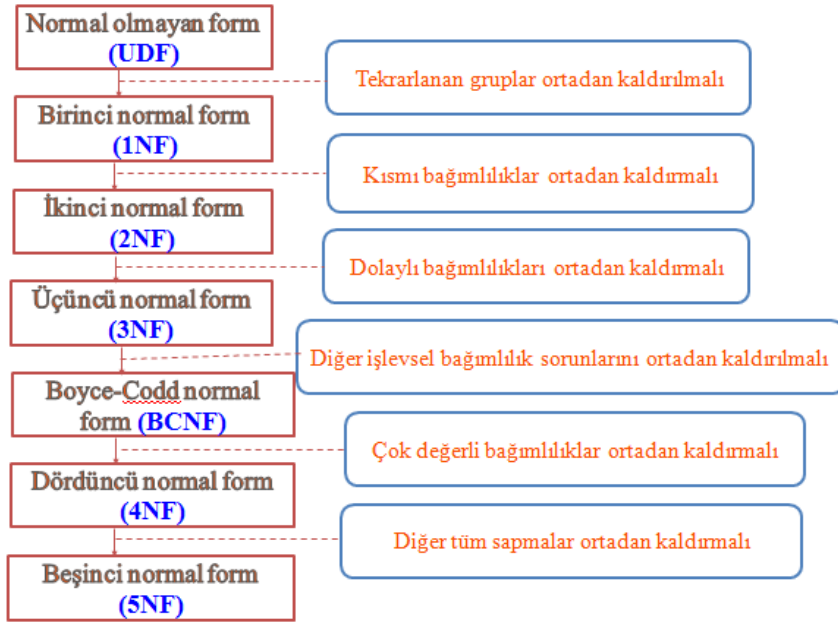 Normal olmayan form
(UDF)
Tekrarlanan gruplar ortadan kaldırılmalı
Birinci normal form
(1NF)
Kısmı bağımlılıklar ortadan kaldırmalı
İkinci normal form
(2NF)
Dolaylı bağımlılıkları ortadan kaldırmalı
Üçüncü normal form
(3NF)
Diğer işlevsel bağımlılık sorunlarını ortadan kaldırılmalı
Boyce-Codd normal
form (BCNF)
Çok değerli bağımlılıklar ortadan kaldırmalı
Dördüncü normal form
(4NF)
Diğer tüm sapmalar ortadan kaldırmalı
Beşinci normal form
(5NF)